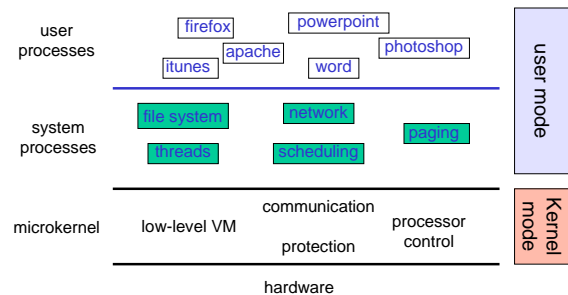 user
processes
firefox
powerpoint
apache
photoshop
itunes
word
user mode
system
processes
file system
network
paging
threads
scheduling
microkernel
low-level VM
communication
protection
processor
control
Kernel
mode
hardware